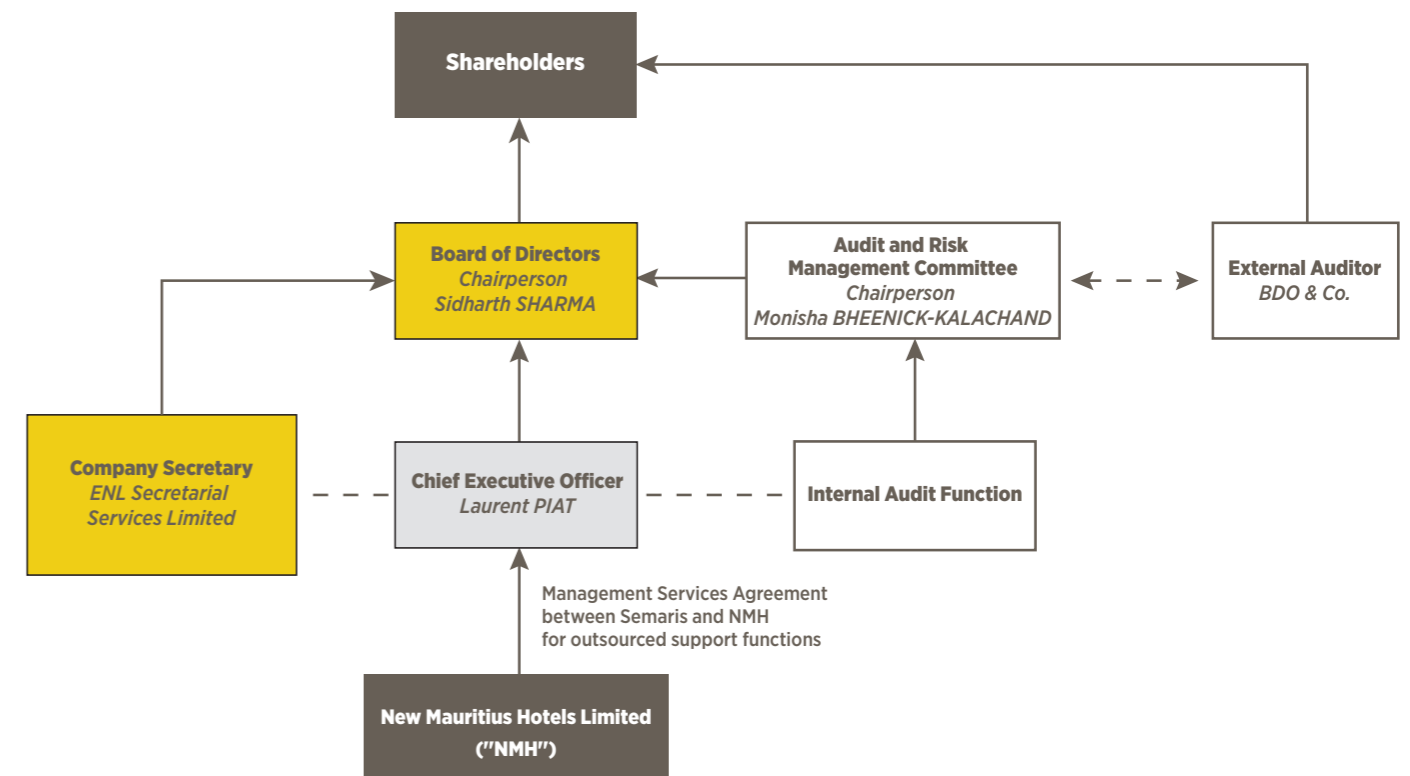 Shareholders
Board of Directors
Chairperson
Sidharth SHARMA
Audit and Risk
Management Committee
Chairperson
Monisha BHEENICK-KALACHAND
External Auditor
BDO & Co.
Company Secretary
ENL Secretarial
Services Limited
Chief Executive Officer
Laurent PIAT
Internal Audit Function
Management Services Agreement
between Semaris and NMH
for outsourced support functions
New Mauritius Hotels Limited
("NMH")